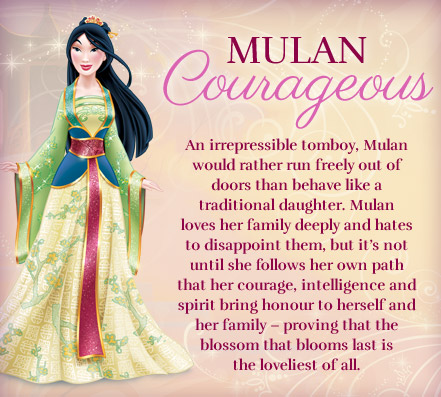 MULAN
Courageous
An irrepressible tomboy, Mulan
would rather run freely out of
doors than behave like a
traditional daughter. Mulan
loves her family deeply and hates
to disappoint them, but it's not
until she follows her own path
that her courage, intelligence and
spirit bring honour to herself and
her family – proving that the
blossom that blooms last is
the loveliest of all.